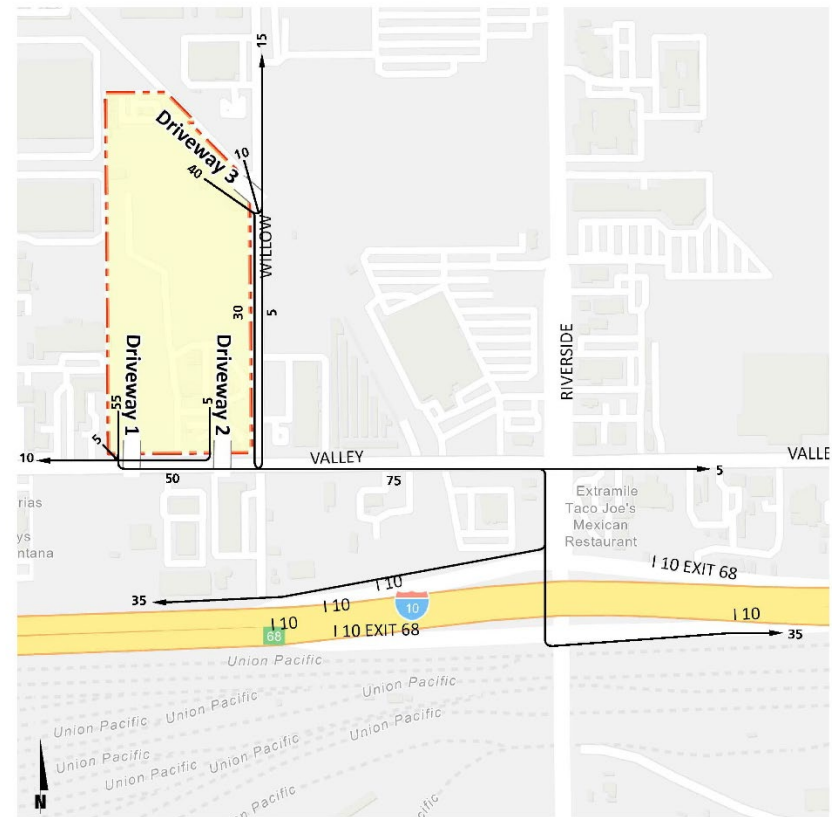 15
Driveway 3
10
40
WILLOW
30
5
RIVERSIDE
Driveway 1
Driveway 2
55
5
5
10
VALLEY
VALLE
50
75
5
rias
ys
ntana
Extramile
Taco Joe's
Mexican
Restaurant
I 10 EXIT 68
35
I 10
I 10
I 10
10
I 10
68
I 10 EXIT 68
35
Union Pacific
Union Pacific
Union Pacific
Union Pacific
Union Pacific
Union Pacific
Union Pacific
Union Pacific
Union Pacific
Pacific
cific
N